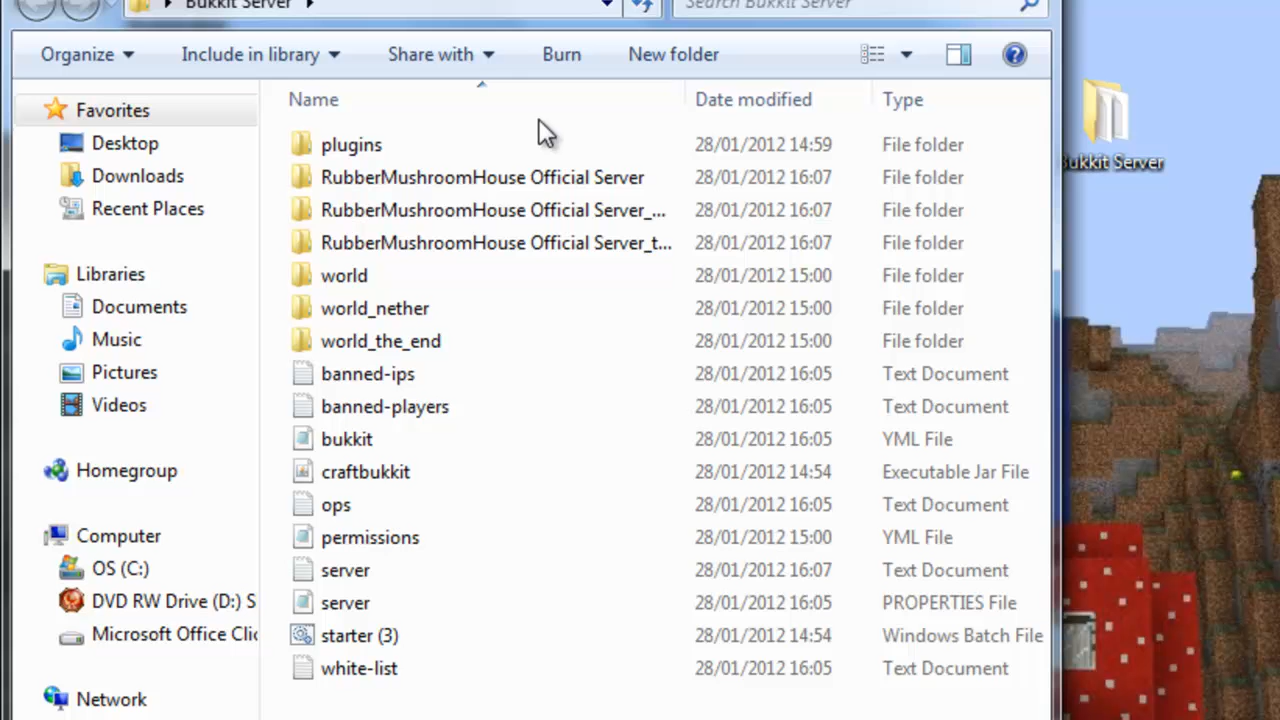 Bukkit Server
Search Bukkit Server
Organize
Include in library
Share with
Burn
New folder
Name
Date modified
Type
Favorites
Desktop
Downloads
Recent Places
Libraries
Documents
Music
Pictures
Videos
Homegroup
Computer
OS (C:)
DVD RW Drive (D:) S
Microsoft Office Clic
Network
plugins 28/01/2012 14:59 File folder
RubberMushroomHouse Official Server 28/01/2012 16:07 File folder
RubberMushroomHouse Official Server_... 28/01/2012 16:07 File folder
RubberMushroomHouse Official Server_t... 28/01/2012 16:07 File folder
world 28/01/2012 15:00 File folder
world_nether 28/01/2012 15:00 File folder
world_the_end 28/01/2012 15:00 File folder
banned-ips 28/01/2012 16:05 Text Document
banned-players 28/01/2012 16:05 Text Document
bukkit 28/01/2012 16:05 YML File
craftbukkit 28/01/2012 14:54 Executable Jar File
ops 28/01/2012 16:05 Text Document
permissions 28/01/2012 15:00 YML File
server 28/01/2012 16:07 Text Document
server 28/01/2012 16:05 PROPERTIES File
starter (3) 28/01/2012 14:54 Windows Batch File
white-list 28/01/2012 16:05 Text Document
Bukkit Server